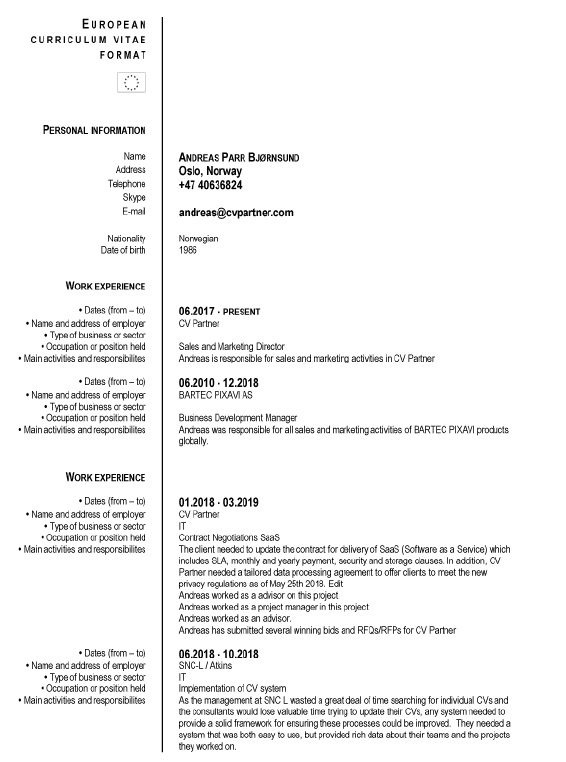 EUROPEAN
CURRICULUM VITAE
FORMAT
PERSONAL INFORMATION
Name ANDREAS PARR BJØRNSUND
Address Oslo, Norway
Telephone +47 40636824
Skype
E-mail andreas@cvpartner.com
Nationality Norwegian
Date of birth 1986
WORK EXPERIENCE
• Dates (from – to) 06.2017 - PRESENT
• Name and address of employer CV Partner
• Type of business or sector
• Occupation or position held Sales and Marketing Director
• Main activities and responsibilites Andreas is responsible for sales and marketing activities in CV Partner
• Dates (from – to) 06.2010 - 12.2018
• Name and address of employer BARTEC PIXAVI AS
• Type of business or sector
• Occupation or position held Business Development Manager
• Main activities and responsibilites Andreas was responsible for all sales and marketing activities of BARTEC PIXAVI products
globally.
WORK EXPERIENCE
• Dates (from – to) 01.2018 - 03.2019
• Name and address of employer CV Partner
• Type of business or sector IT
• Occupation or position held Contract Negotiations SaaS
• Main activities and responsibilites The client needed to update the contract for delivery of SaaS (Software as a Service) which
includes SLA, monthly and yearly payment, security and storage clauses. In addition, CV
Partner needed a tailored data processing agreement to offer clients to meet the new
privacy regulations as of May 25th 2018. Edit
Andreas worked as a advisor on this project
Andreas worked as a project manager in this project
Andreas worked as an advisor.
Andreas has submitted several winning bids and RFQs/RFPs for CV Partner
• Dates (from – to) 06.2018 - 10.2018
• Name and address of employer SNC-L / Atkins
• Type of business or sector IT
• Occupation or position held Implementation of CV system
• Main activities and responsibilites As the management at SNC L wasted a great deal of time searching for individual CVs and
the consultants would lose valuable time trying to update their CVs, any system needed to
provide a solid framework for ensuring these processes could be improved. They needed a
system that was both easy to use, but provided rich data about their teams and the projects
they worked on.